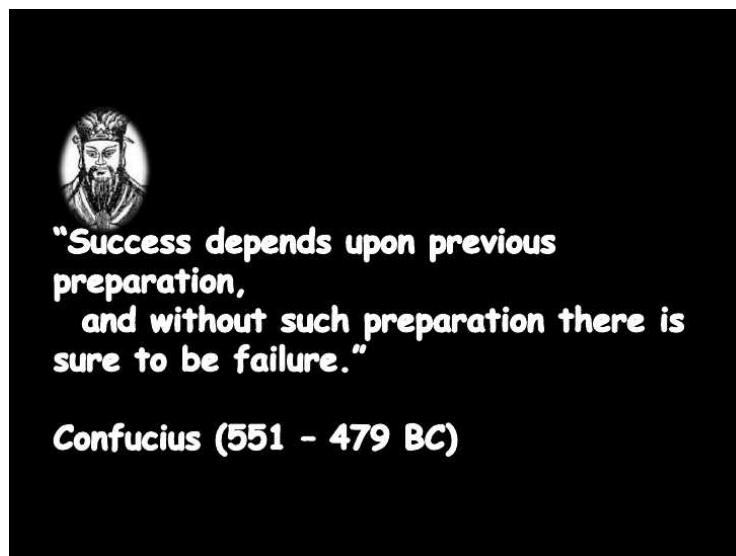 “Success depends upon previous
preparation,
and without such preparation there is
sure to be failure.”
Confucius (551 – 479 BC)